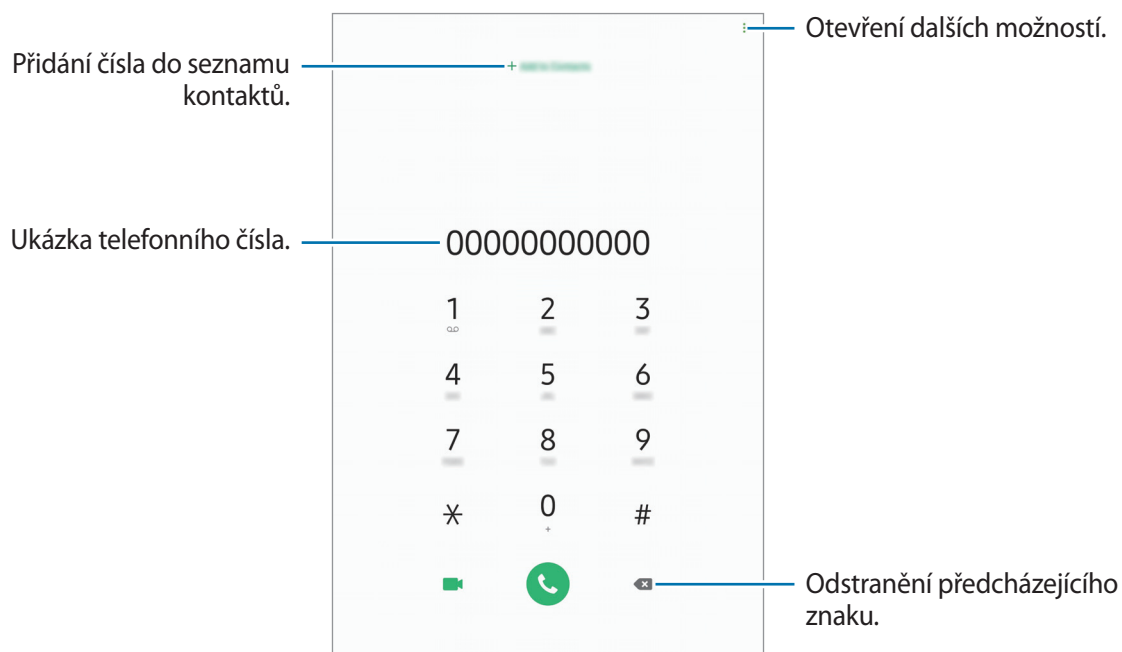 Otevření dalších možností.
Přidání čísla do seznamu
kontaktů.
+
Ukázka telefonního čísla.
00000000000
1 2 3
4 5 6
7 8 9
* 0 #
+
Odstranění předcházejícího
znaku.